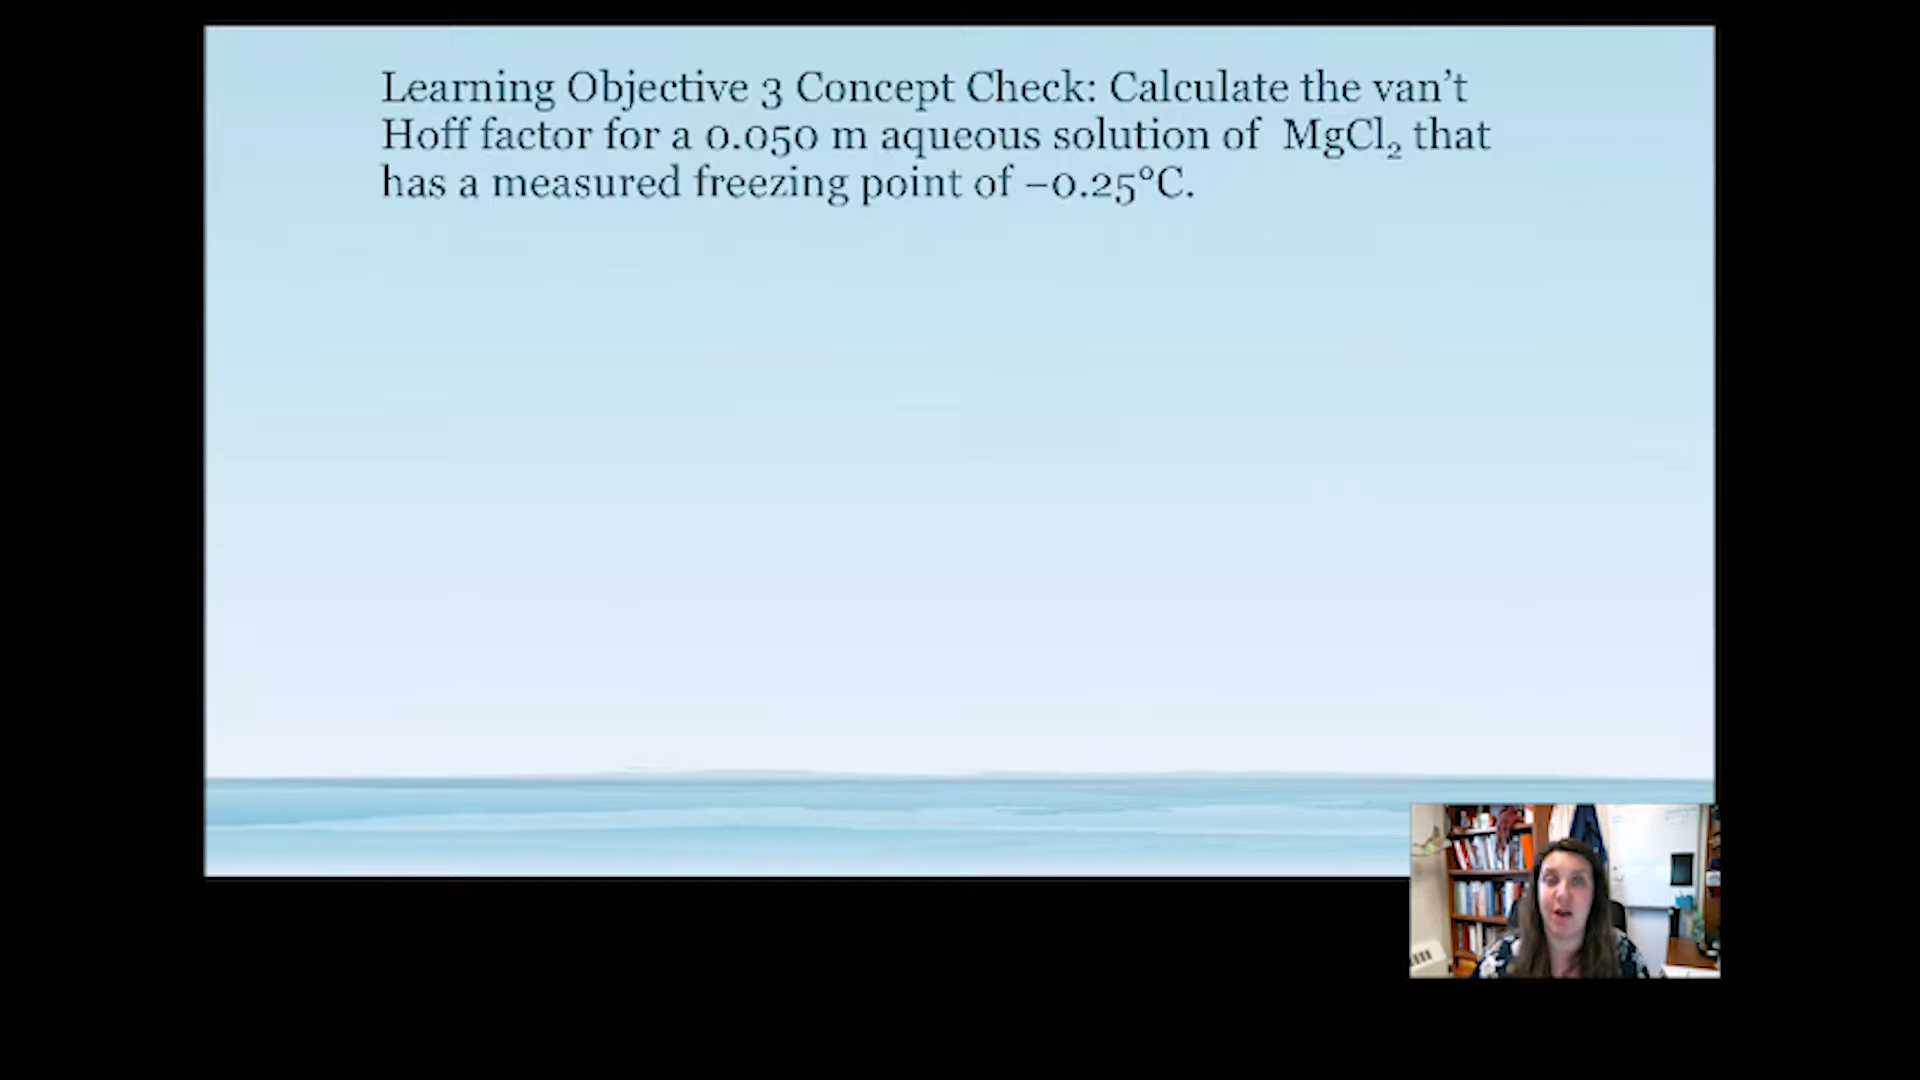 Learning Objective 3 Concept Check: Calculate the van’t
Hoff factor for a 0.050 m aqueous solution of MgCl₂ that
has a measured freezing point of −0.25°C.